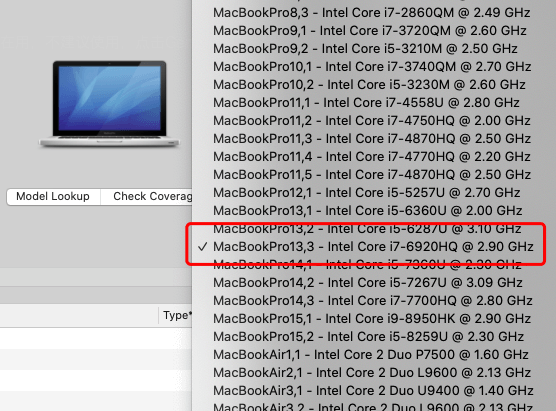 MacBookPro8,3 - Intel Core i7-2860QM @ 2.49 GHz
MacBookPro9,1 - Intel Core i7-3720QM @ 2.60 GHz
MacBookPro9,2 - Intel Core i5-3210M @ 2.50 GHz
MacBookPro10,1 - Intel Core i7-3740QM @ 2.70 GHz
MacBookPro10,2 - Intel Core i5-3230M @ 2.60 GHz
MacBookPro11,1 - Intel Core i7-4558U @ 2.80 GHz
MacBookPro11,2 - Intel Core i7-4750HQ @ 2.00 GHz
MacBookPro11,3 - Intel Core i7-4870HQ @ 2.50 GHz
MacBookPro11,4 - Intel Core i7-4770HQ @ 2.20 GHz
MacBookPro11,5 - Intel Core i7-4870HQ @ 2.50 GHz
Model Lookup
Check Coverag
MacBookPro12,1 - Intel Core i5-5257U @ 2.70 GHz
MacBookPro13,1 - Intel Core i5-6360U @ 2.00 GHz
MacBookPro13,2 - Intel Core i5-6287U @ 3.10 GHz
✓ MacBookPro13,3 - Intel Core i7-6920HQ @ 2.90 GHz
MacBookPro14,1 - Intel Core i5-7360U @ 2.30 GHz
MacBookPro14,2 - Intel Core i5-7267U @ 3.09 GHz
MacBookPro14,3 - Intel Core i7-7700HQ @ 2.80 GHz
Type*
MacBookPro15,1 - Intel Core i9-8950HK @ 2.90 GHz
MacBookPro15,2 - Intel Core i5-8259U @ 2.30 GHz
MacBookAir1,1 - Intel Core 2 Duo P7500 @ 1.60 GHz
MacBookAir2,1 - Intel Core 2 Duo L9600 @ 2.13 GHz
MacBookAir3,1 - Intel Core 2 Duo U9400 @ 1.40 GHz
MacBookAir3,2 - Intel Core 2 Duo L9600 @ 2.13 GHz